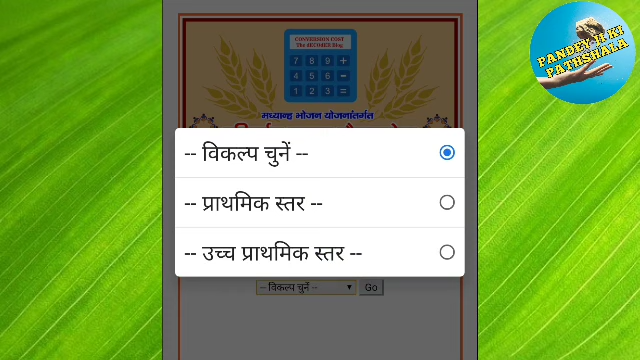 CONVERSION COST
The DECODER Blog
7 8 9 +
4 5 6 -
1 2 3 =
मध्यान्ह भोजन योजनांतर्गत
-- विकल्प चुनें --
-- प्राथमिक स्तर --
-- उच्च प्राथमिक स्तर --
-- विकल्प चुनें --
Go
PANDEY JI KI
PATHSHALA